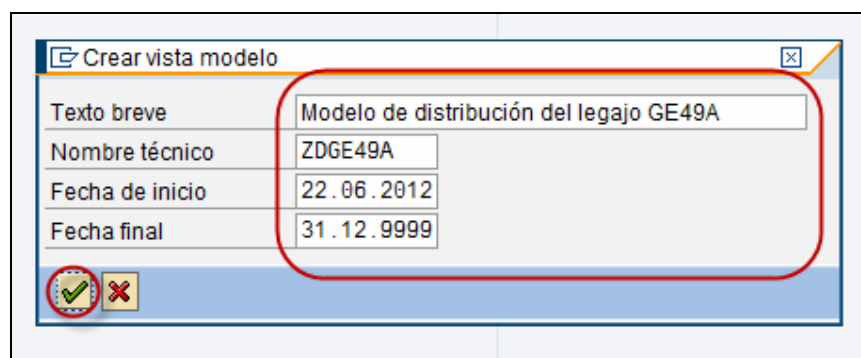 Crear vista modelo
Texto breve Modelo de distribución del legajo GE49A
Nombre técnico ZDGE49A
Fecha de inicio 22.06.2012
Fecha final 31.12.9999